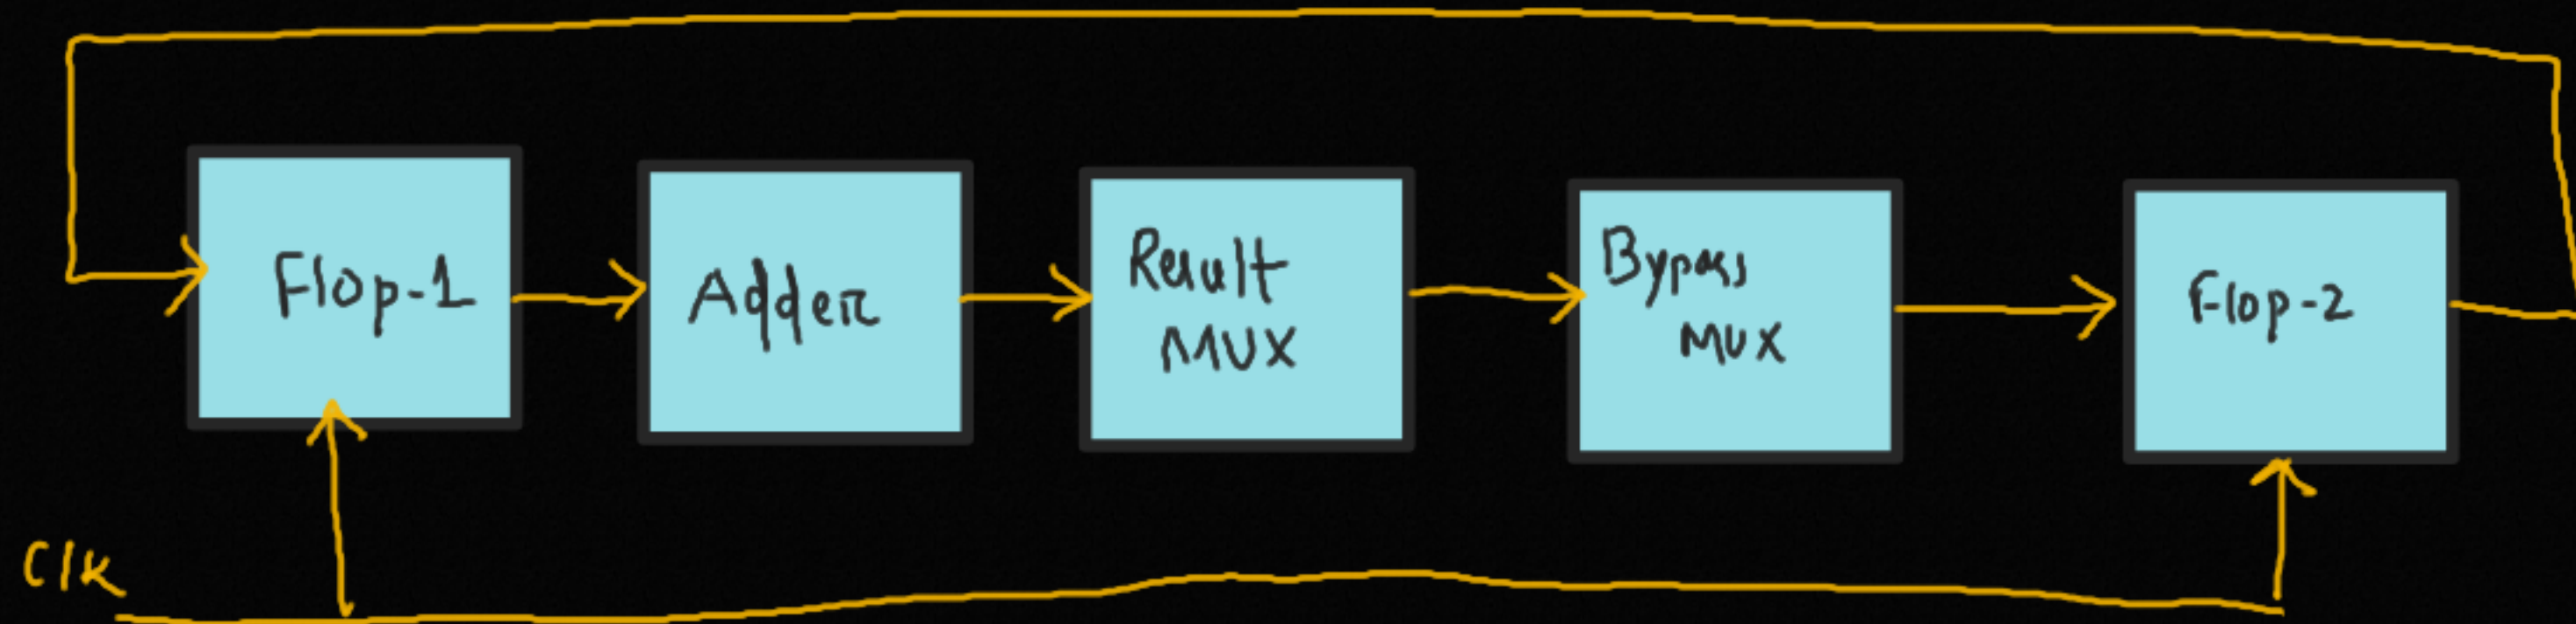 Flop-1
Adder
Result
MUX
Bypass
MUX
Flop-2
Clk